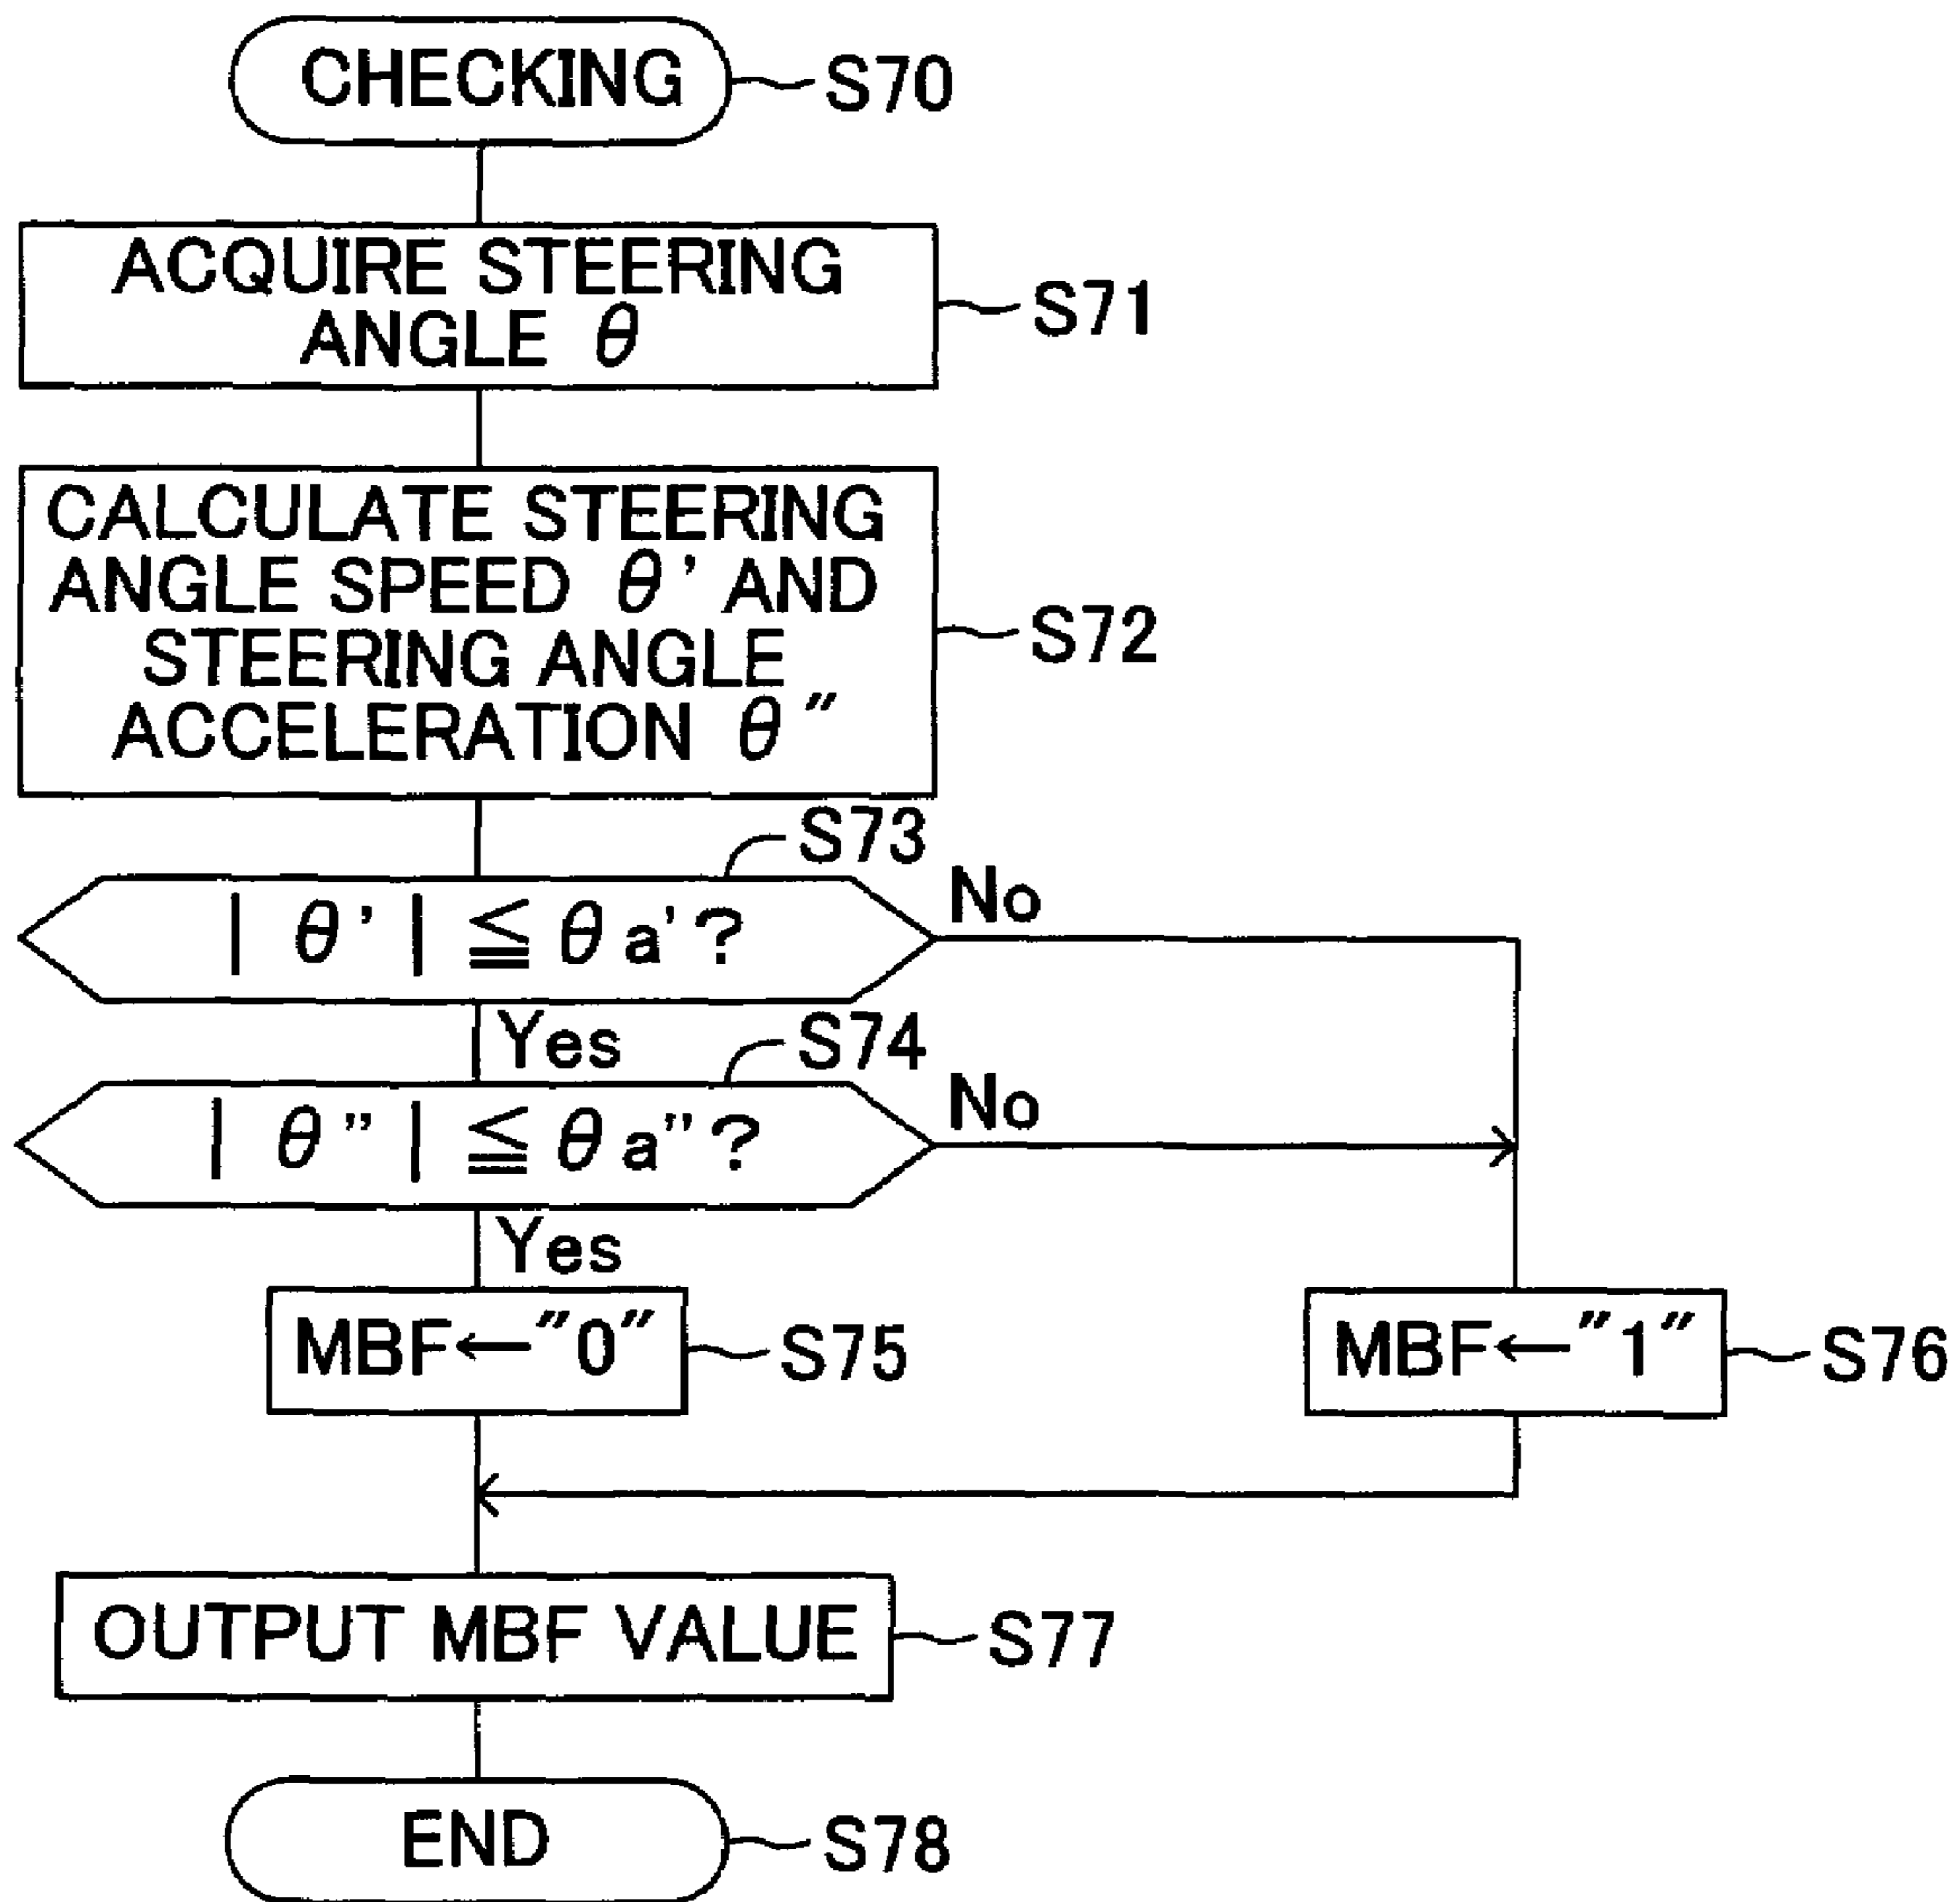 CHECKING
S70
ACQUIRE STEERING
ANGLE θ
S71
CALCULATE STEERING
ANGLE SPEED θ' AND
STEERING ANGLE
ACCELERATION θ"
S72
S73
| θ' | ≦ θa'?
No
Yes
S74
| θ" | ≦ θa"?
No
Yes
MBF←"0"
S75
MBF←"1"
S76
OUTPUT MBF VALUE
S77
END
S78